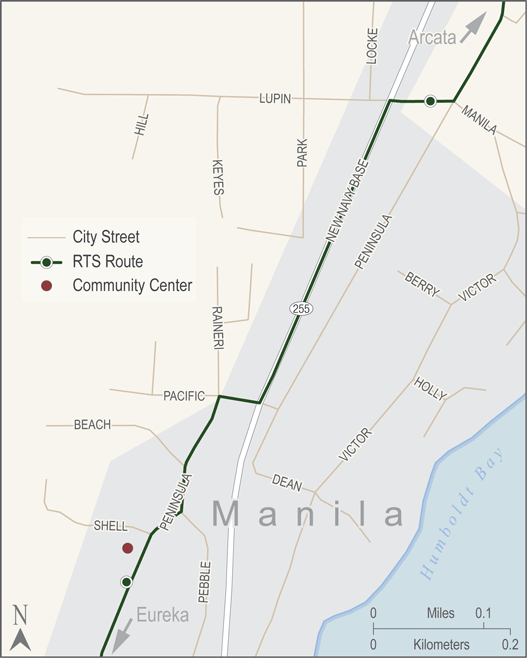 Arcata
LOCKE
LUPIN
MANILA
HILL
PARK
KEYES
NEW NAVY BASE
PENINSULA
City Street
RTS Route
Community Center
BERRY
VICTOR
255
RAINERI
PACIFIC
HOLLY
BEACH
VICTOR
DEAN
PENINSULA
Manila
Humboldt Bay
SHELL
PEBBLE
N
Eureka
0 Miles 0.1
0 Kilometers 0.2